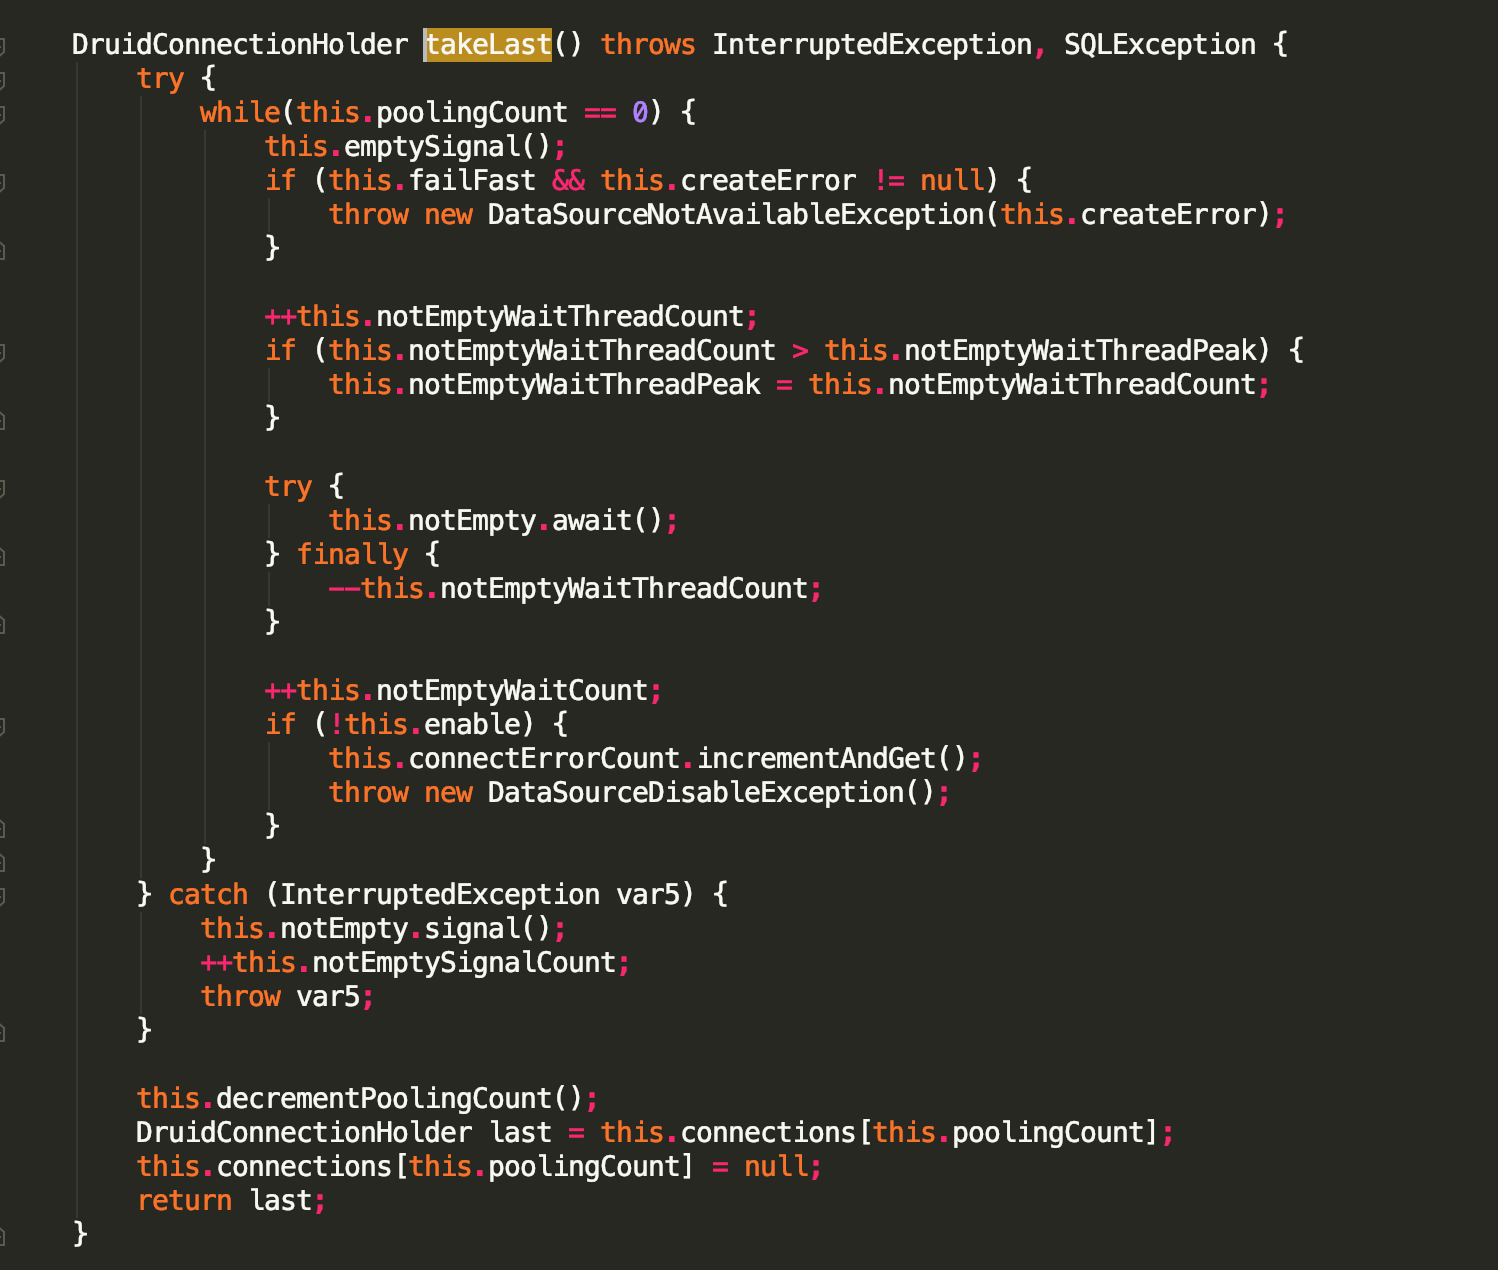 DruidConnectionHolder takeLast() throws InterruptedException, SQLException {
    try {
        while(this.poolingCount == 0) {
            this.emptySignal();
            if (this.failFast && this.createError != null) {
                throw new DataSourceNotAvailableException(this.createError);
            }

            ++this.notEmptyWaitThreadCount;
            if (this.notEmptyWaitThreadCount > this.notEmptyWaitThreadPeak) {
                this.notEmptyWaitThreadPeak = this.notEmptyWaitThreadCount;
            }

            try {
                this.notEmpty.await();
            } finally {
                --this.notEmptyWaitThreadCount;
            }

            ++this.notEmptyWaitCount;
            if (!this.enable) {
                this.connectErrorCount.incrementAndGet();
                throw new DataSourceDisableException();
            }
        }
    } catch (InterruptedException var5) {
        this.notEmpty.signal();
        ++this.notEmptySignalCount;
        throw var5;
    }

    this.decrementPoolingCount();
    DruidConnectionHolder last = this.connections[this.poolingCount];
    this.connections[this.poolingCount] = null;
    return last;
}